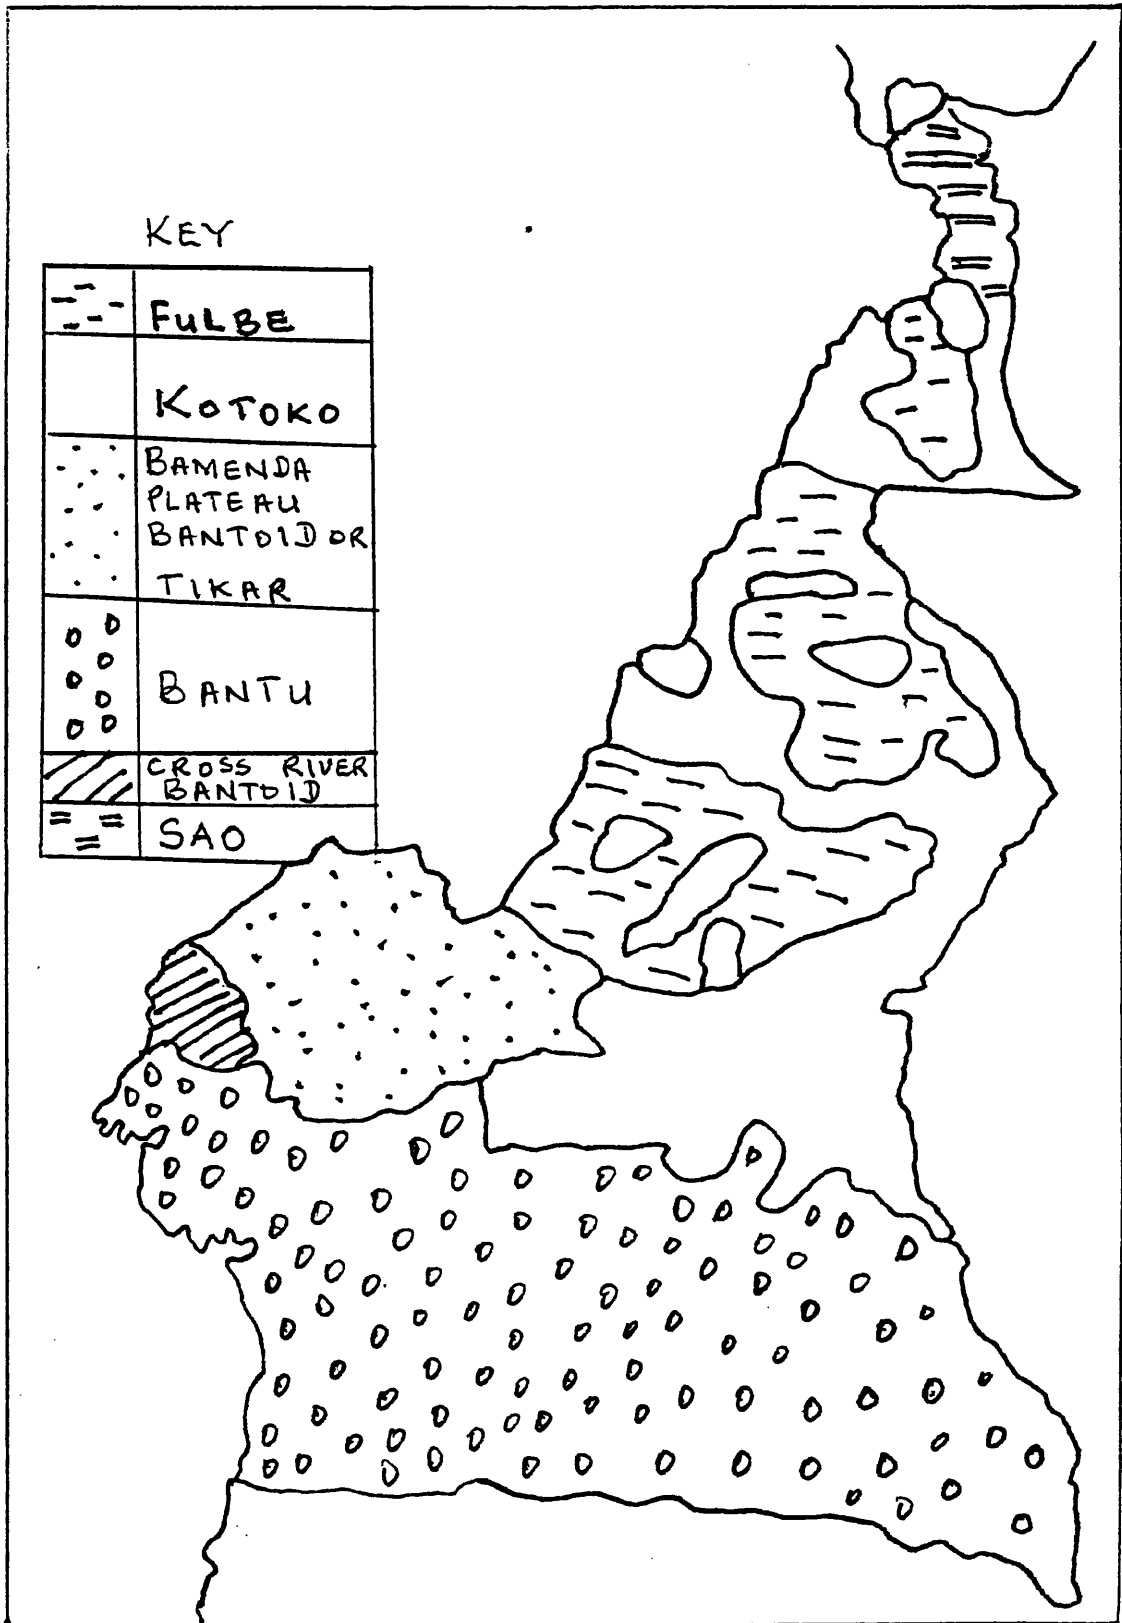 KEY
FULBE
KOTOKO
BAMENDA
PLATEAU
BANTOID OR
TIKAR
BANTU
CROSS RIVER
BANTOID
SAO